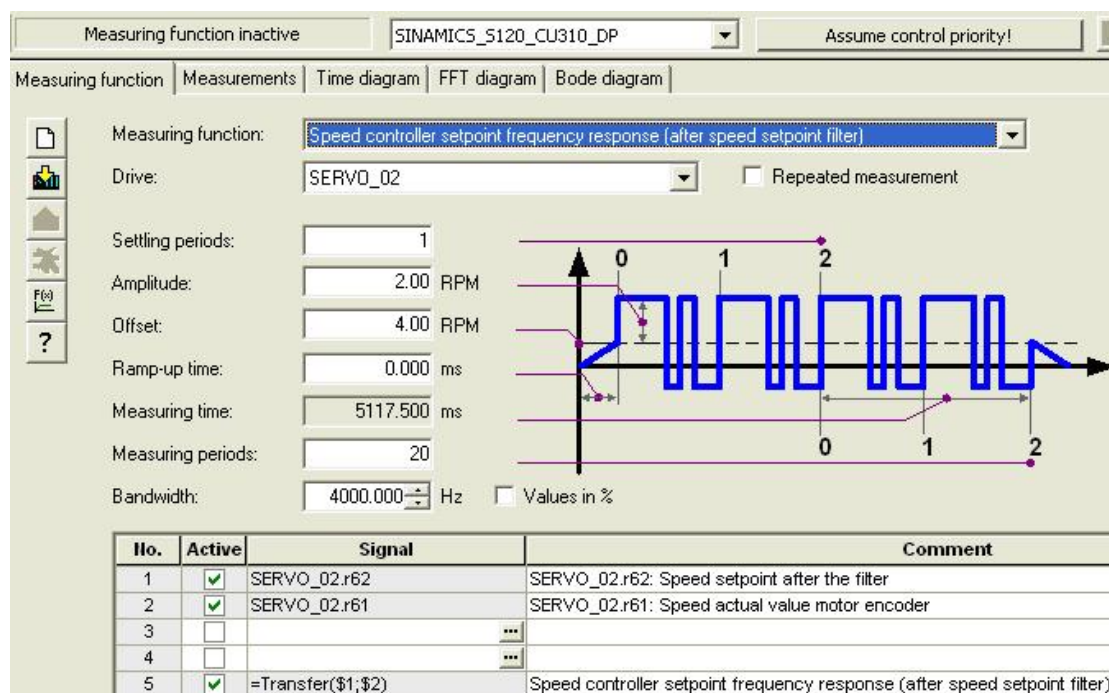 Measuring function inactive SINAMICS_S120_CU310_DP Assume control priority!
Measuring function Measurements Time diagram FFT diagram Bode diagram
Measuring function: Speed controller setpoint frequency response (after speed setpoint filter)
Drive: SERVO_02 Repeated measurement
Settling periods: 1
Amplitude: 2.00 RPM
Offset: 4.00 RPM
Ramp-up time: 0.000 ms
Measuring time: 5117.500 ms
Measuring periods: 20
Bandwidth: 4000.000 Hz Values in %
0 1 2
0 1 2
F(x)
?
No. Active Signal Comment
1 SERVO_02.r62 SERVO_02.r62: Speed setpoint after the filter
2 SERVO_02.r61 SERVO_02.r61: Speed actual value motor encoder
3 ...
4 ...
5 =Transfer($1;$2) Speed controller setpoint frequency response (after speed setpoint filter)